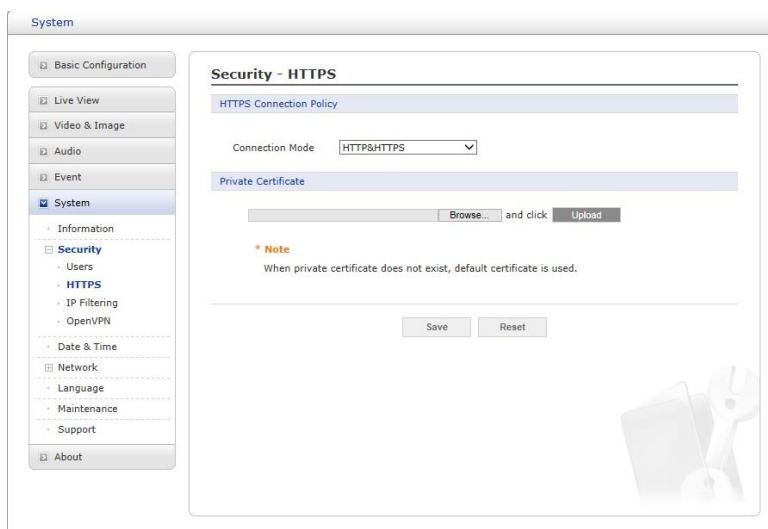 System
Basic Configuration
Live View
Video & Image
Audio
Event
System
Information
Security
Users
HTTPS
IP Filtering
OpenVPN
Date & Time
Network
Language
Maintenance
Support
About
Security - HTTPS
HTTPS Connection Policy
Connection Mode HTTP&HTTPS
Private Certificate
Browse... and click Upload
* Note
When private certificate does not exist, default certificate is used.
Save Reset